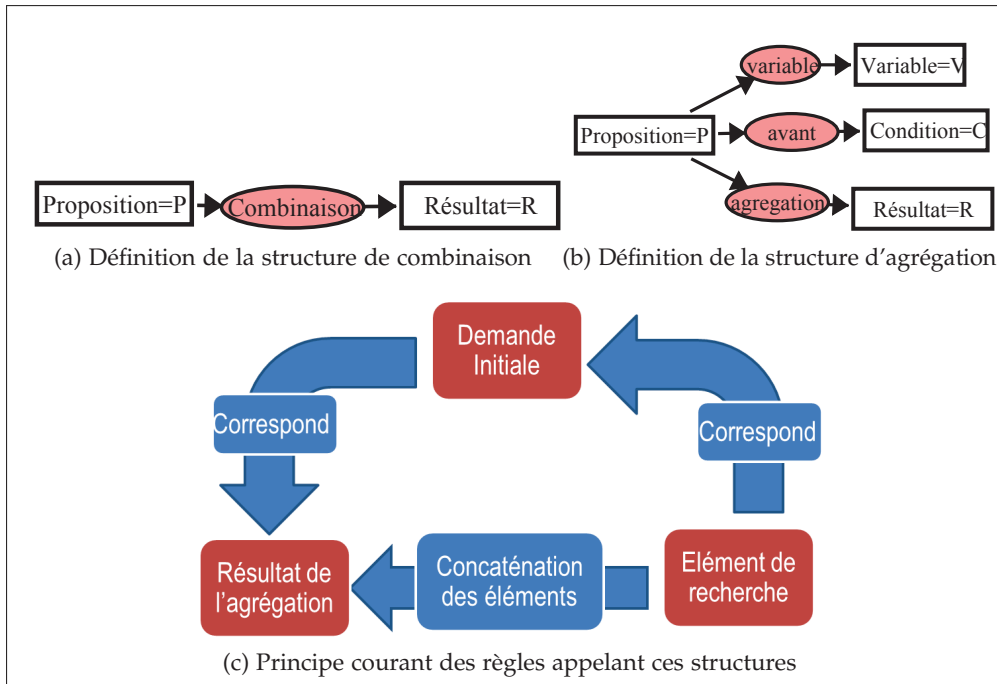 variable
Variable=V
Proposition=P
avant
Condition=C
agregation
Résultat=R
Proposition=P
Combinaison
Résultat=R
(a) Définition de la structure de combinaison
(b) Définition de la structure d'agrégation
Demande
Initiale
Correspond
Correspond
Résultat de
l'agrégation
Concaténation
des éléments
Elément de
recherche
(c) Principe courant des règles appelant ces structures